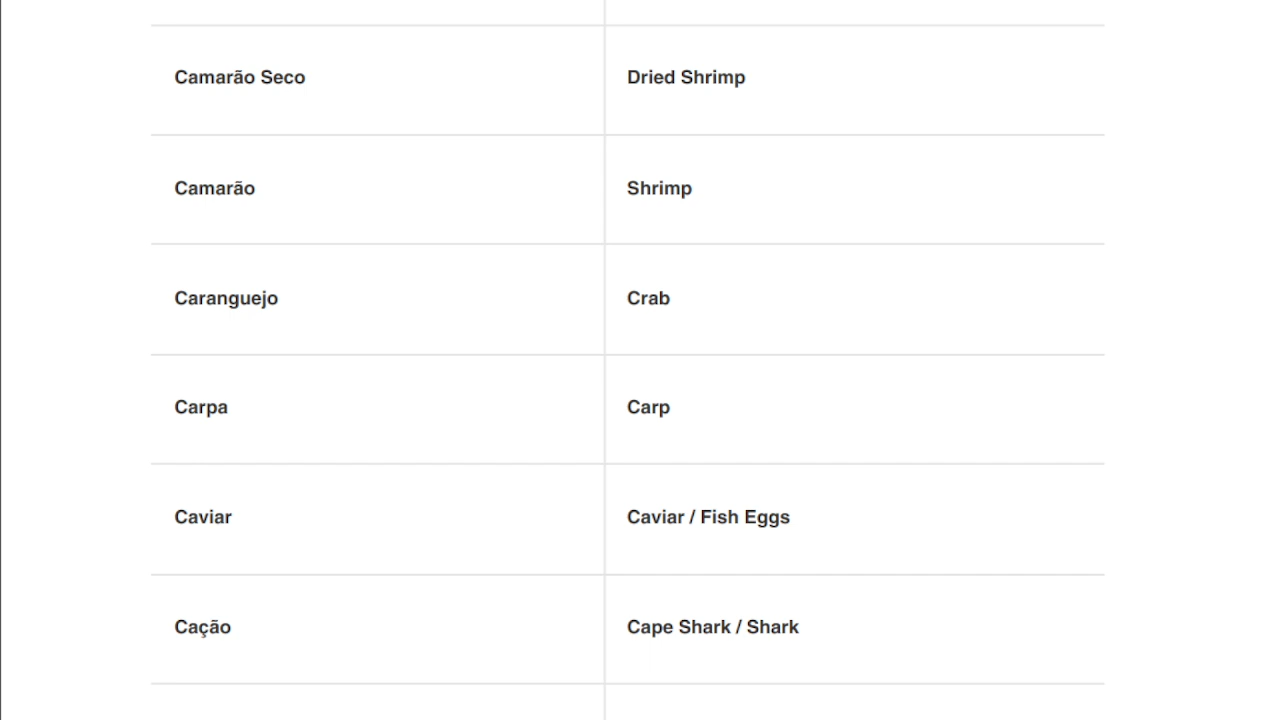 Camarão Seco Dried Shrimp
Camarão Shrimp
Caranguejo Crab
Carpa Carp
Caviar Caviar / Fish Eggs
Cação Cape Shark / Shark